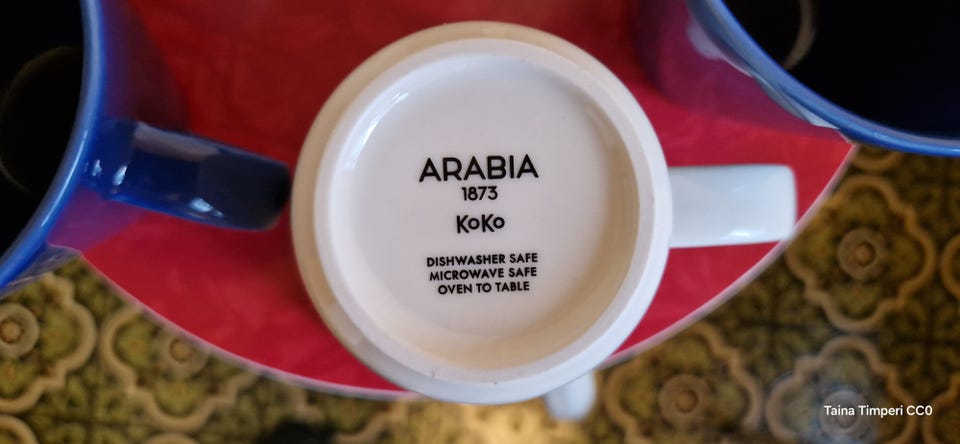 ARABIA
1873
KoKo
DISHWASHER SAFE
MICROWAVE SAFE
OVEN TO TABLE
Taina Timperi CC0